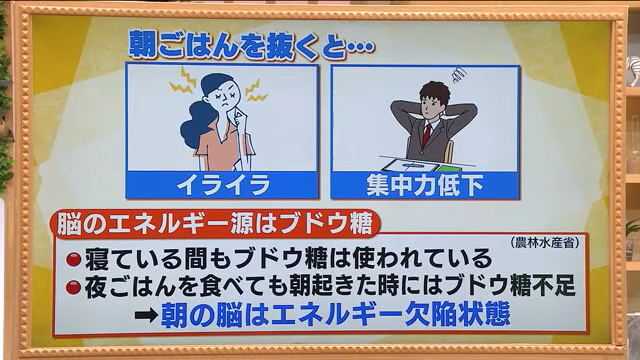 朝ごはんを抜くと…
イライラ
集中力低下
脳のエネルギー源はブドウ糖
（農林水産省）
●寝ている間もブドウ糖は使われている
●夜ごはんを食べても朝起きた時にはブドウ糖不足
➡朝の脳はエネルギー欠陥状態